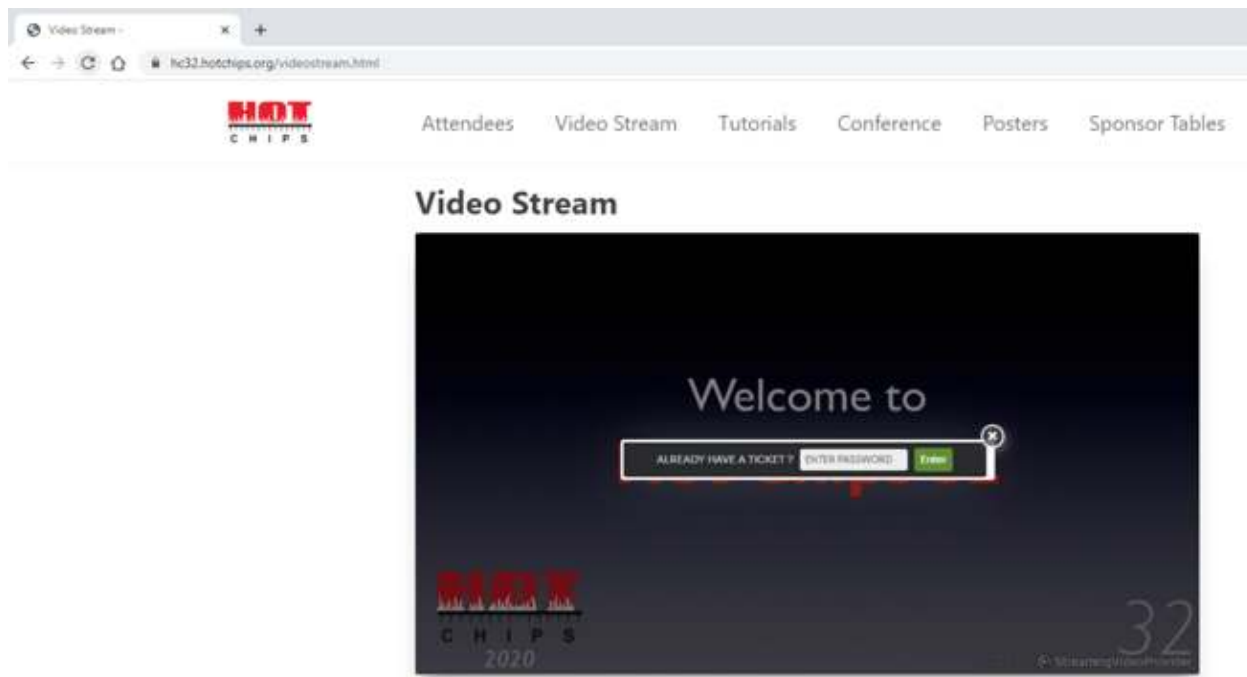 Video Stream -
hc32.hotchips.org/videostream.html
HOT
CHIPS
Attendees Video Stream Tutorials Conference Posters Sponsor Tables
Video Stream
Welcome to
ALREADY HAVE A TICKET ? ENTER PASSWORD Enter
HOT
CHIPS
2020
32
StreamingVideoProvider